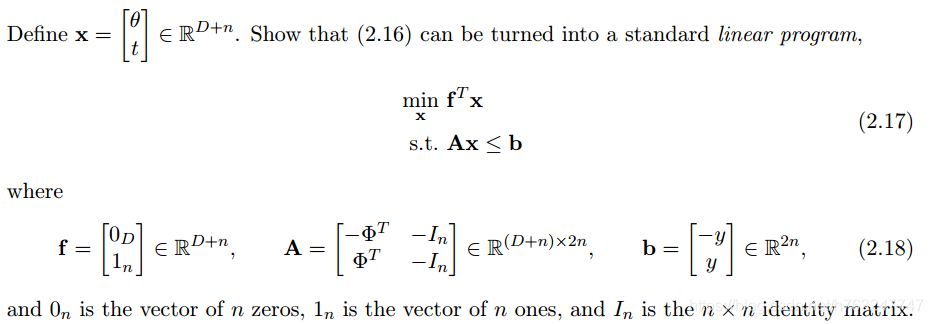 Define x = [θ t] ∈ ℝ^{D+n}. Show that (2.16) can be turned into a standard linear program,
min_x f^T x
s.t. Ax ≤ b (2.17)
where
f = [0_D 1_n] ∈ ℝ^{D+n}, A = [−Φ^T −I_n; Φ^T −I_n] ∈ ℝ^{(D+n)×2n}, b = [−y y] ∈ ℝ^{2n}, (2.18)
and 0_n is the vector of n zeros, 1_n is the vector of n ones, and I_n is the n × n identity matrix.